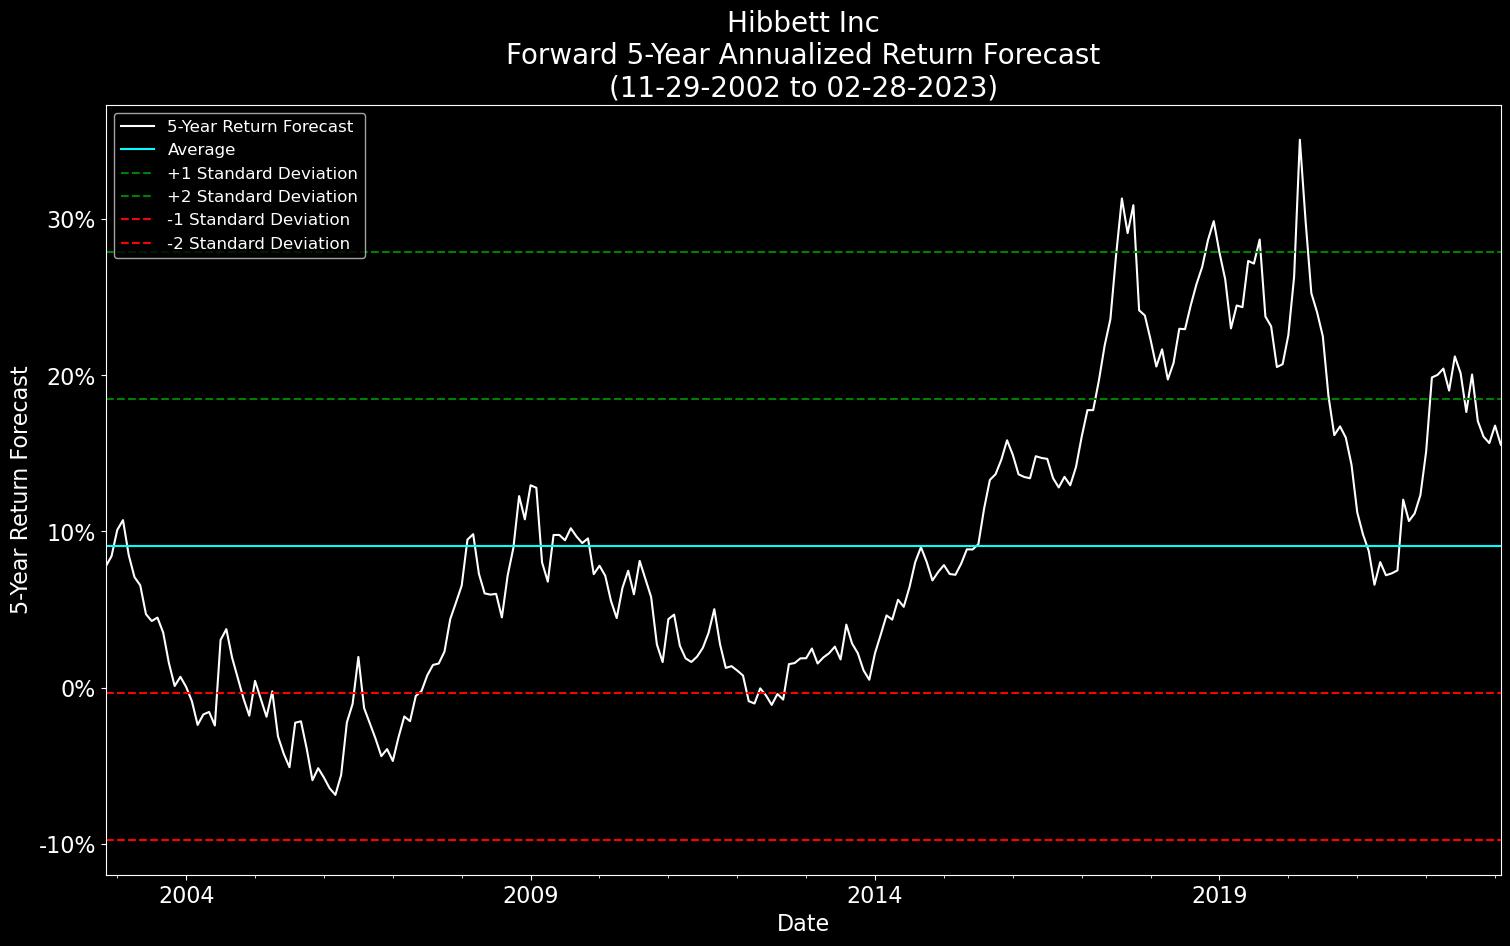 Hibbett Inc
Forward 5-Year Annualized Return Forecast
(11-29-2002 to 02-28-2023)
5-Year Return Forecast
Average
+1 Standard Deviation
+2 Standard Deviation
-1 Standard Deviation
-2 Standard Deviation
30%
20%
10%
0%
-10%
5-Year Return Forecast
2004 2009 2014 2019
Date